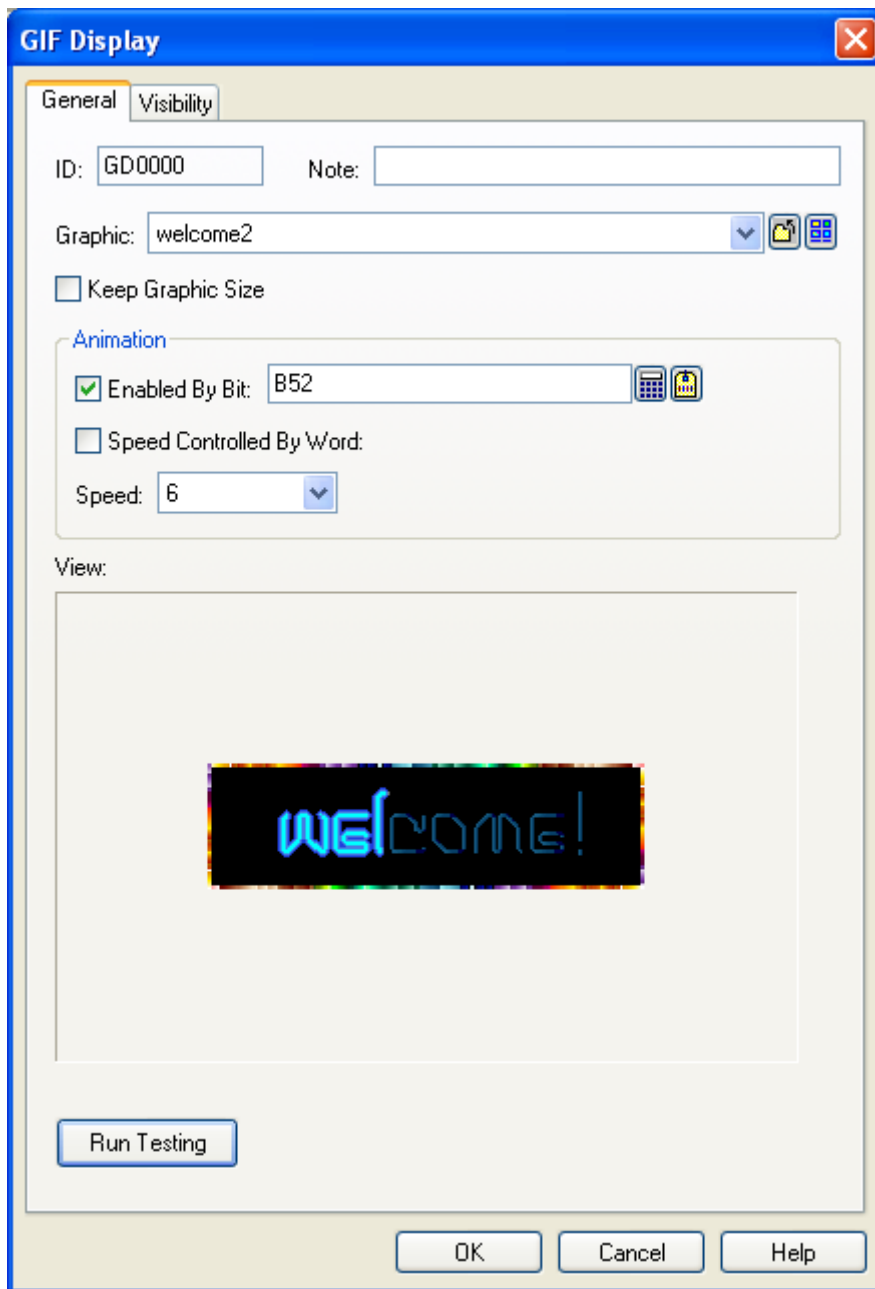 GIF Display
General Visibility
ID: GD0000 Note:
Graphic: welcome2
Keep Graphic Size
Animation
Enabled By Bit: B52
Speed Controlled By Word:
Speed: 6
View:
welcome!
Run Testing
OK Cancel Help